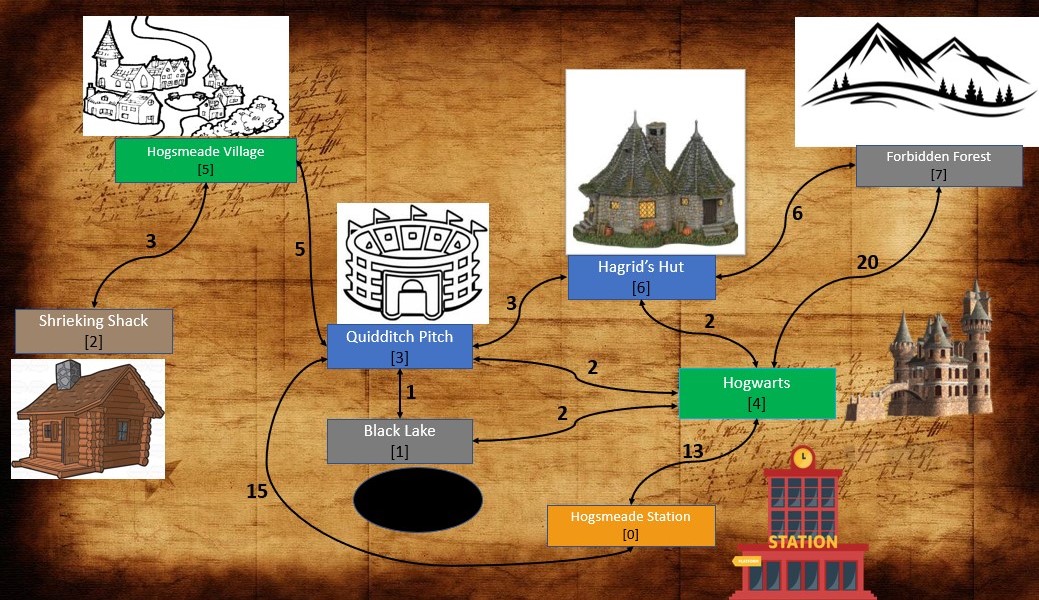 Hogsmeade Village
[5]
Forbidden Forest
[7]
3
5
6
20
Hagrid's Hut
[6]
3
2
Shrieking Shack
[2]
Quidditch Pitch
[3]
2
Hogwarts
[4]
1
2
Black Lake
[1]
13
15
Hogsmeade Station
[0]
STATION